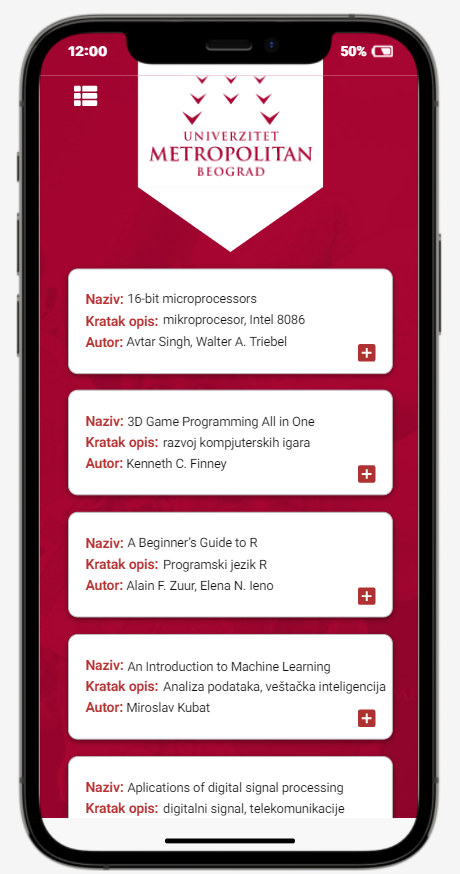 12:00
50%
UNIVERZITET
METROPOLITAN
BEOGRAD
Naziv: 16-bit microprocessors
Kratak opis: mikroprocesor, Intel 8086
Autor: Avtar Singh, Walter A. Triebel
Naziv: 3D Game Programming All in One
Kratak opis: razvoj kompjuterskih igara
Autor: Kenneth C. Finney
Naziv: A Beginner's Guide to R
Kratak opis: Programski jezik R
Autor: Alain F. Zuur, Elena N. Ieno
Naziv: An Introduction to Machine Learning
Kratak opis: Analiza podataka, veštačka inteligencija
Autor: Miroslav Kubat
Naziv: Aplications of digital signal processing
Kratak opis: digitalni signal, telekomunikacije